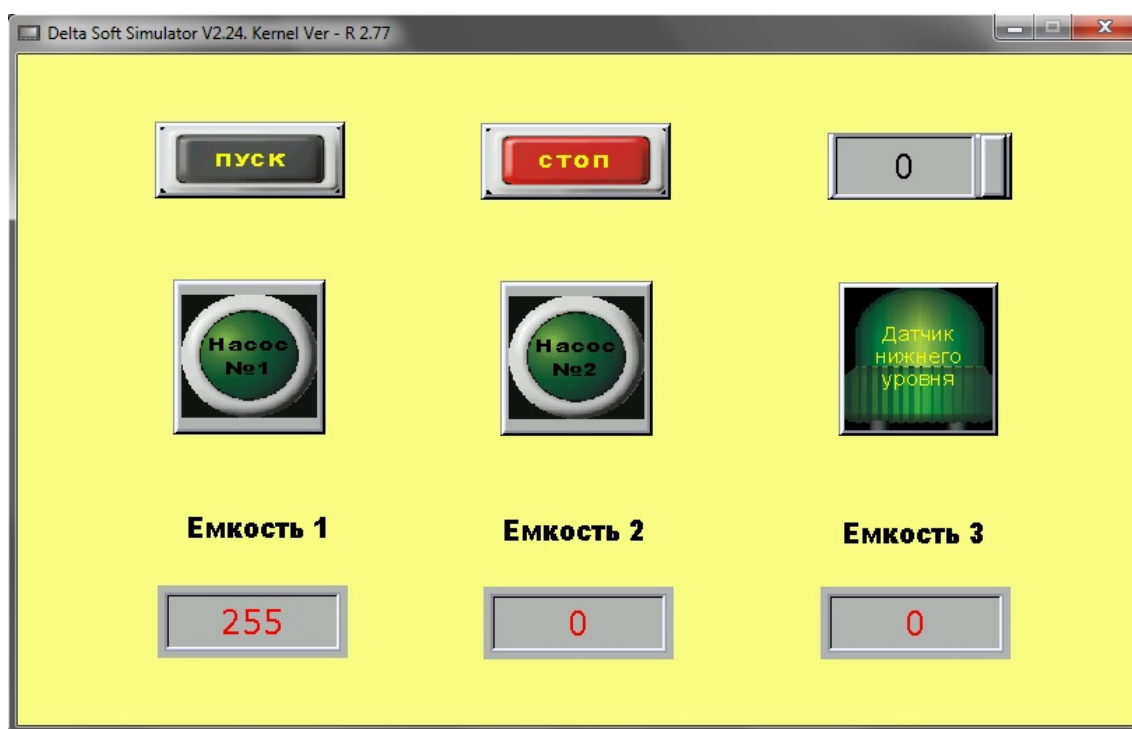 Delta Soft Simulator V2.24. Kernel Ver - R 2.77
ПУСК
СТОП
0
Насос
№1
Насос
№2
Датчик
нижнего
уровня
Емкость 1
Емкость 2
Емкость 3
255
0
0